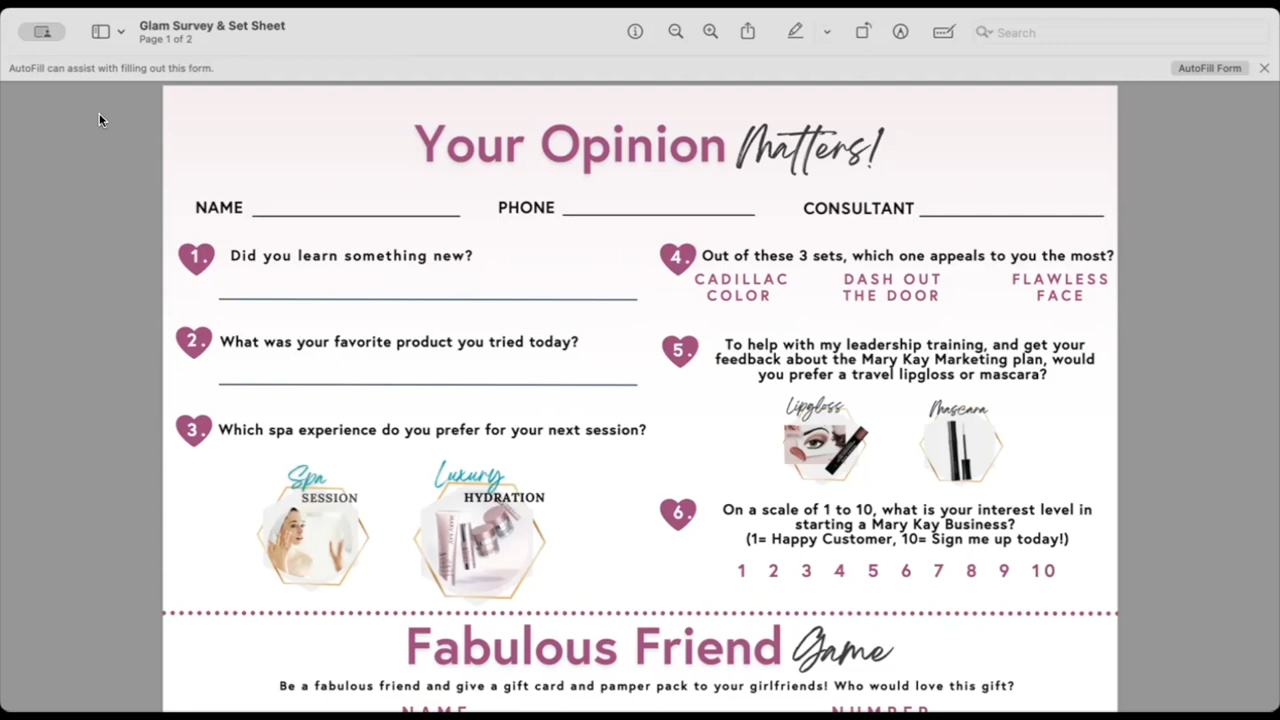 Glam Survey & Set Sheet
Page 1 of 2
Search
AutoFill can assist with filling out this form.
AutoFill Form
Your Opinion Matters!
NAME
PHONE
CONSULTANT
1. Did you learn something new?
2. What was your favorite product you tried today?
3. Which spa experience do you prefer for your next session?
Spa
SESSION
Luxury
HYDRATION
4. Out of these 3 sets, which one appeals to you the most?
CADILLAC
COLOR
DASH OUT
THE DOOR
FLAWLESS
FACE
5. To help with my leadership training, and get your
feedback about the Mary Kay Marketing plan, would
you prefer a travel lipgloss or mascara?
Lipgloss
Mascara
6. On a scale of 1 to 10, what is your interest level in
starting a Mary Kay Business?
(1= Happy Customer, 10= Sign me up today!)
1 2 3 4 5 6 7 8 9 10
Fabulous Friend Game
Be a fabulous friend and give a gift card and pamper pack to your girlfriends! Who would love this gift?
NAME
NUMBER